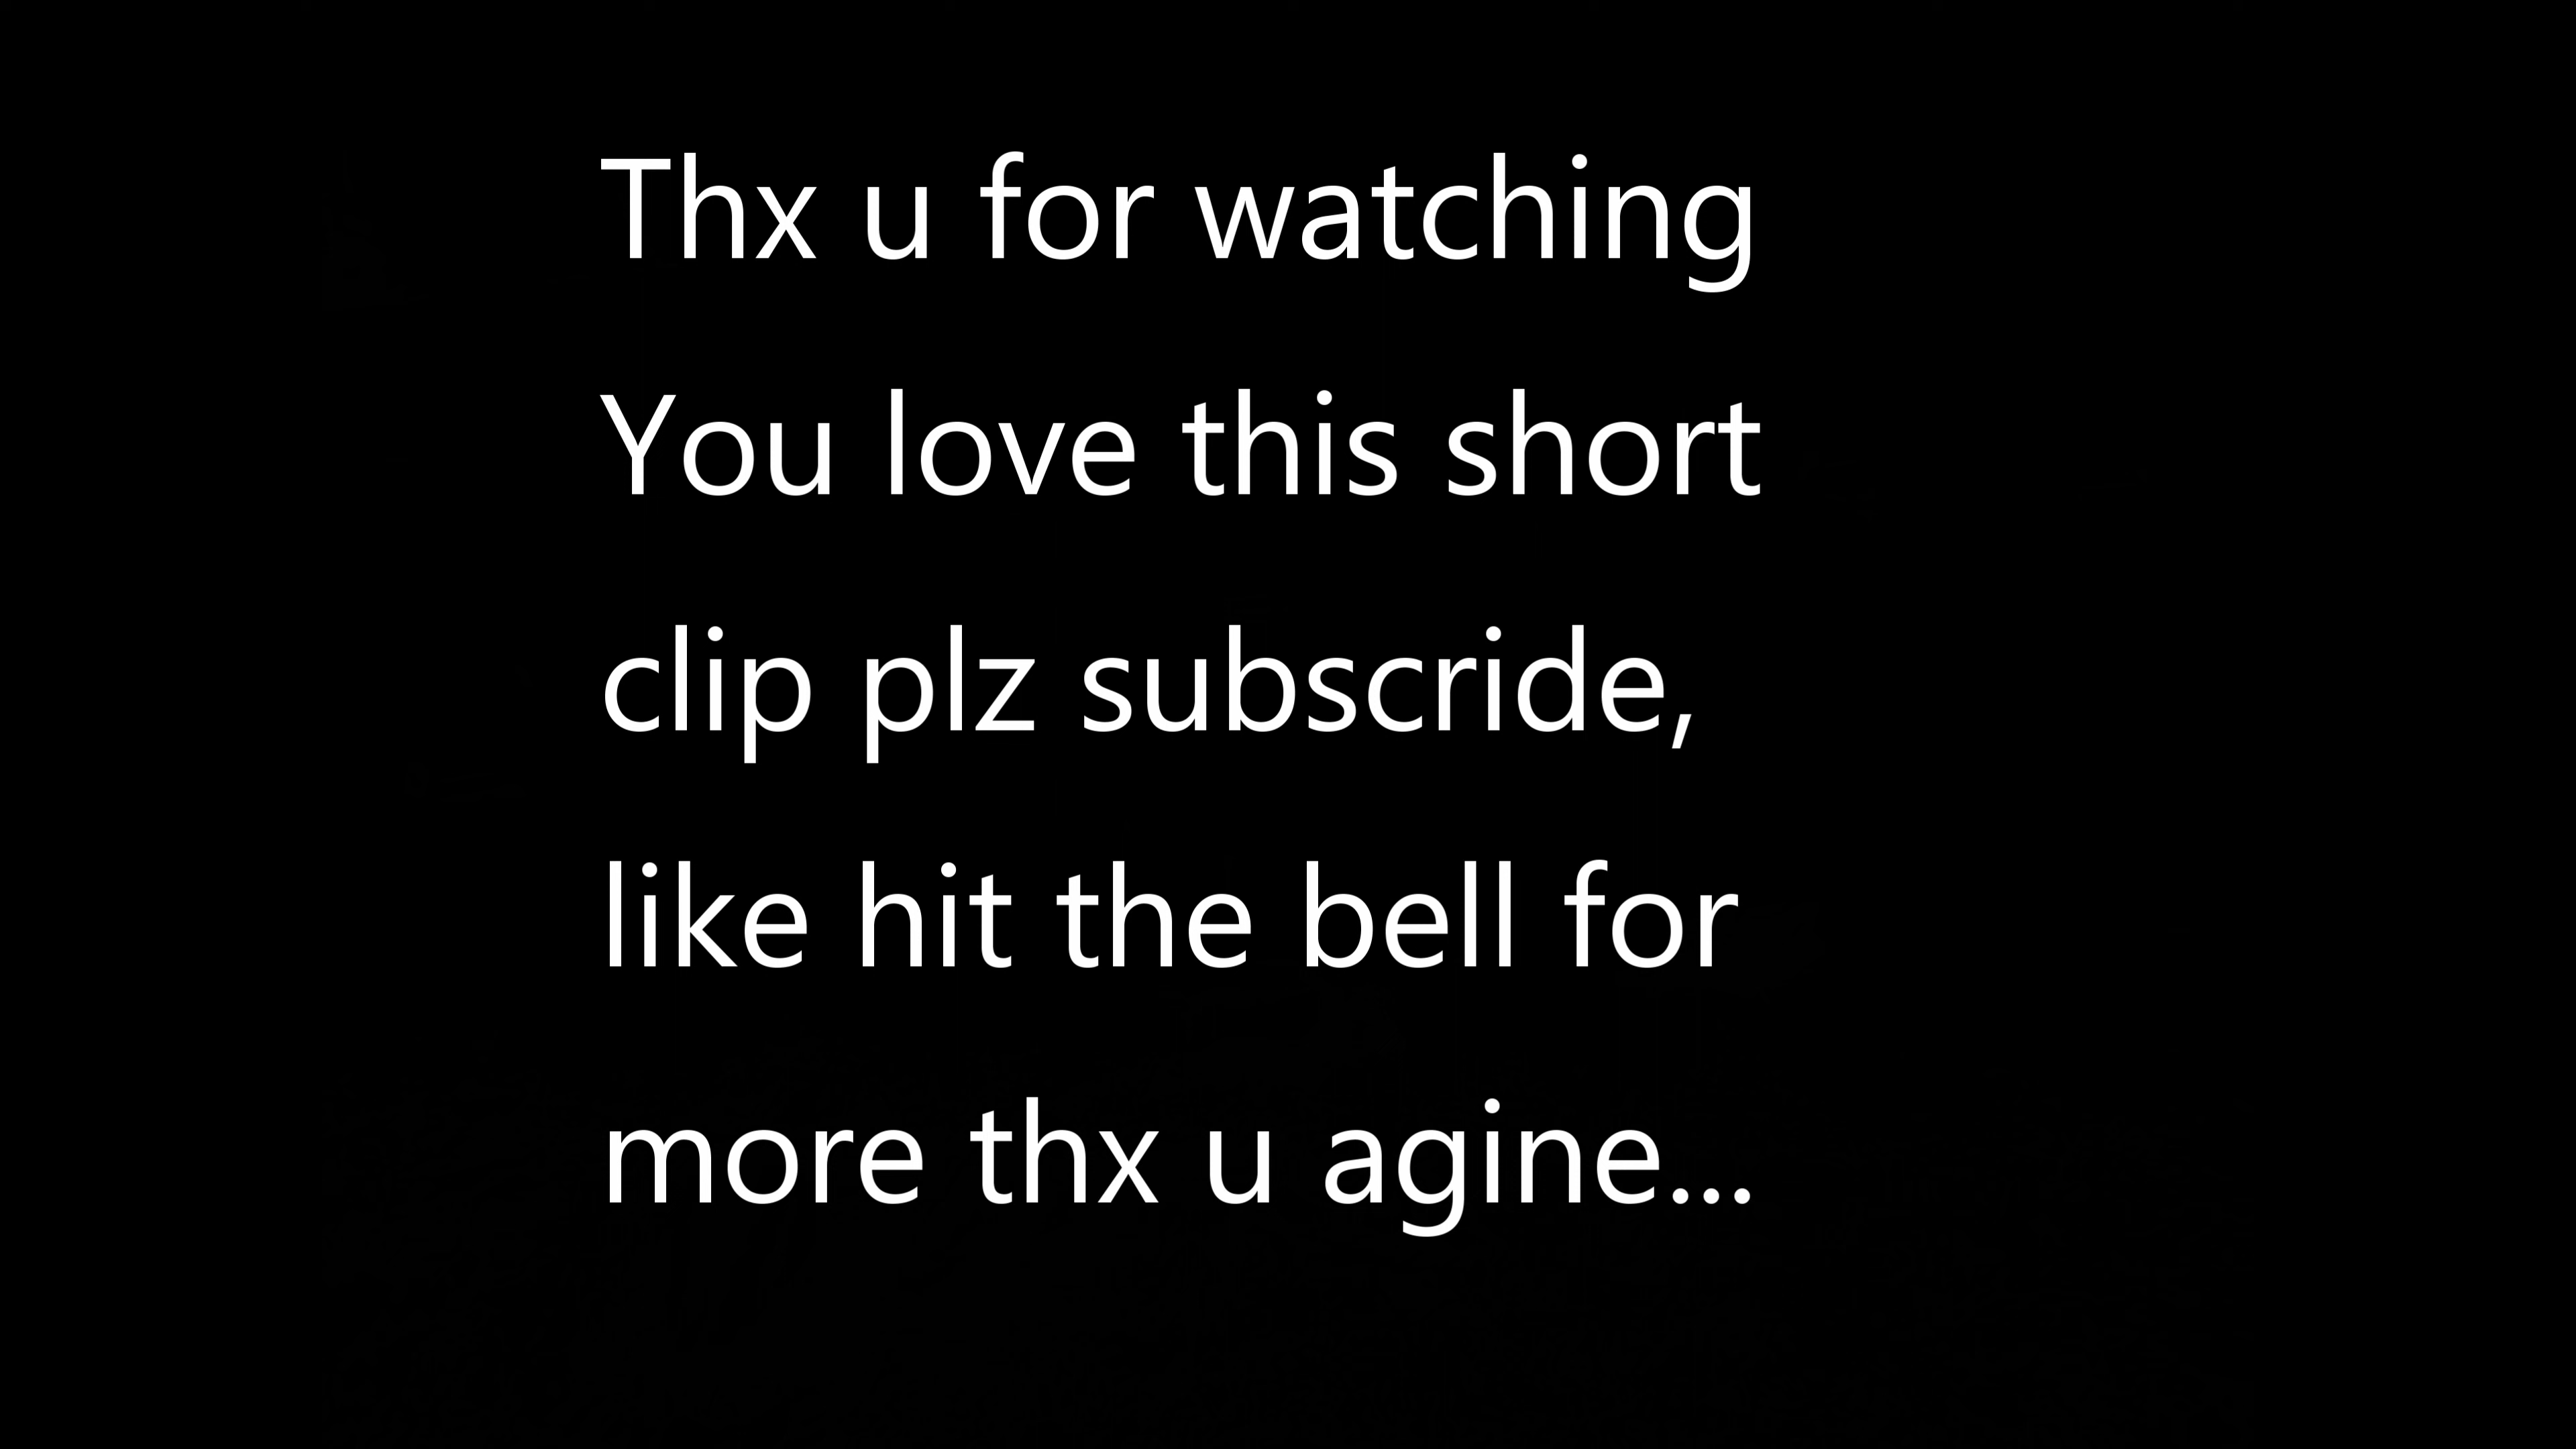 Thx u for watching
You love this short
clip plz subscride,
like hit the bell for
more thx u agine...